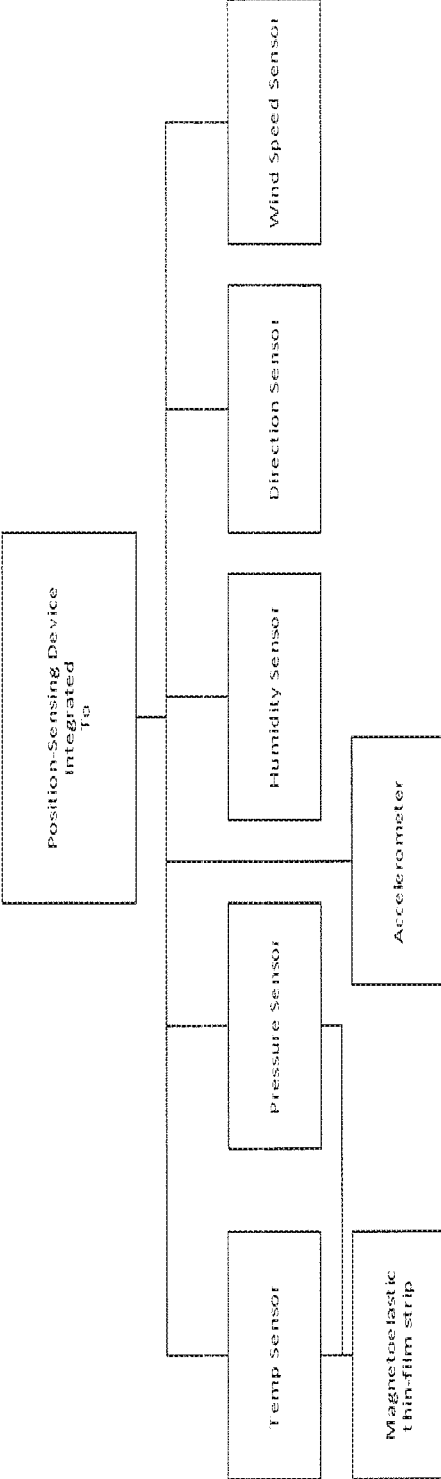 Position-Sensing Device
Integrated
To
Temp Sensor
Pressure Sensor
Humidity Sensor
Direction Sensor
Wind Speed Sensor
Magnetoelastic
thin-film strip
Accelerometer